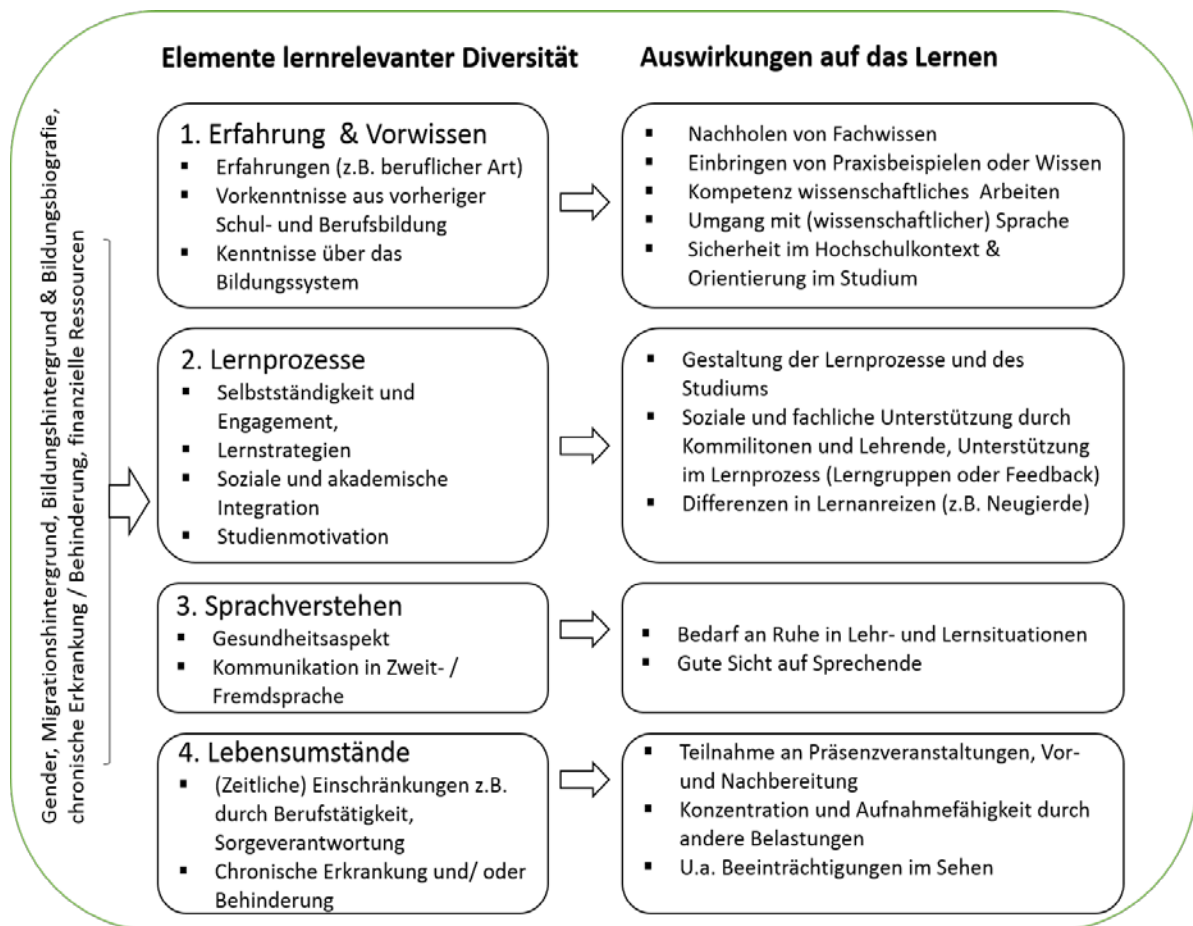 Gender, Migrationshintergrund, Bildungshintergrund & Bildungsbiografie,
chronische Erkrankung / Behinderung, finanzielle Ressourcen
Elemente lernrelevanter Diversität
1. Erfahrung & Vorwissen
▪ Erfahrungen (z.B. beruflicher Art)
▪ Vorkenntnisse aus vorheriger
Schul- und Berufsbildung
▪ Kenntnisse über das
Bildungssystem
2. Lernprozesse
▪ Selbstständigkeit und
Engagement,
▪ Lernstrategien
▪ Soziale und akademische
Integration
▪ Studienmotivation
3. Sprachverstehen
▪ Gesundheitsaspekt
▪ Kommunikation in Zweit- /
Fremdsprache
4. Lebensumstände
▪ (Zeitliche) Einschränkungen z.B.
durch Berufstätigkeit,
Sorgeverantwortung
▪ Chronische Erkrankung und/ oder
Behinderung
Auswirkungen auf das Lernen
▪ Nachholen von Fachwissen
▪ Einbringen von Praxisbeispielen oder Wissen
▪ Kompetenz wissenschaftliches Arbeiten
▪ Umgang mit (wissenschaftlicher) Sprache
▪ Sicherheit im Hochschulkontext &
Orientierung im Studium
▪ Gestaltung der Lernprozesse und des
Studiums
▪ Soziale und fachliche Unterstützung durch
Kommilitonen und Lehrende, Unterstützung
im Lernprozess (Lerngruppen oder Feedback)
▪ Differenzen in Lernanreizen (z.B. Neugierde)
▪ Bedarf an Ruhe in Lehr- und Lernsituationen
▪ Gute Sicht auf Sprechende
▪ Teilnahme an Präsenzveranstaltungen, Vor-
und Nachbereitung
▪ Konzentration und Aufnahmefähigkeit durch
andere Belastungen
▪ U.a. Beeinträchtigungen im Sehen